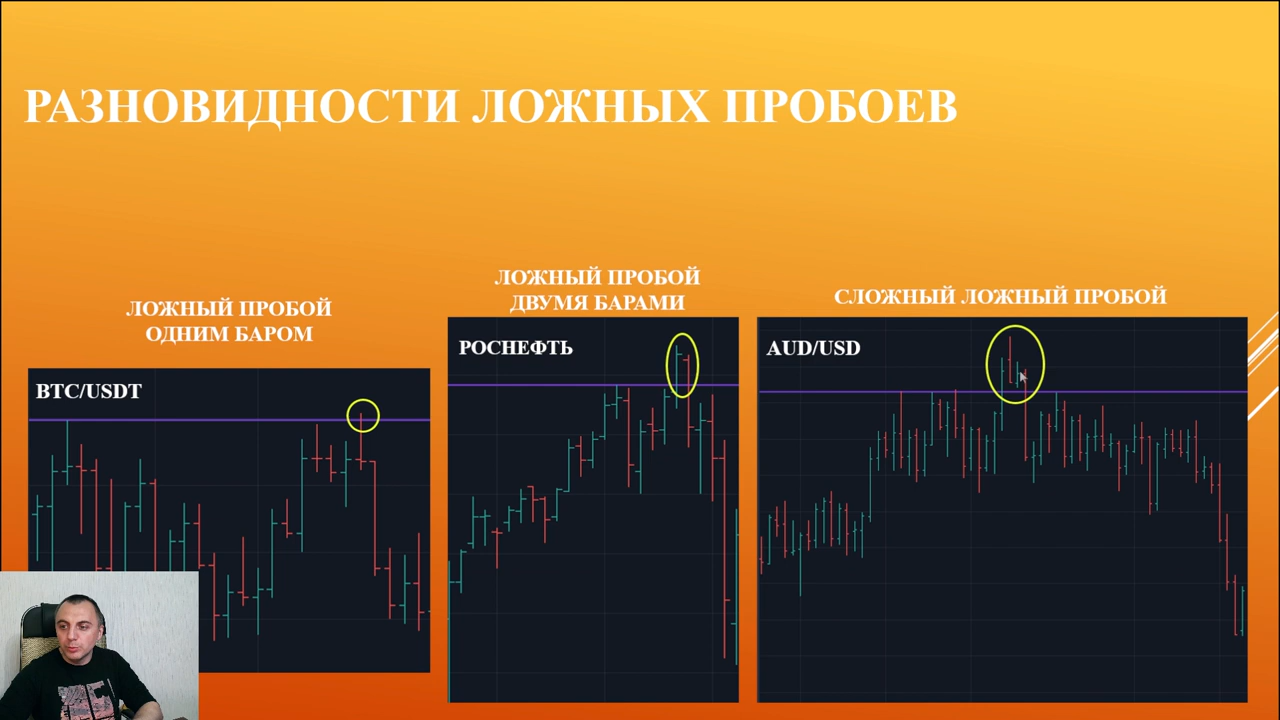 РАЗНОВИДНОСТИ ЛОЖНЫХ ПРОБОЕВ
ЛОЖНЫЙ ПРОБОЙ
ОДНИМ БАРОМ
BTC/USDT
ЛОЖНЫЙ ПРОБОЙ
ДВУМЯ БАРАМИ
РОСНЕФТЬ
СЛОЖНЫЙ ЛОЖНЫЙ ПРОБОЙ
AUD/USD